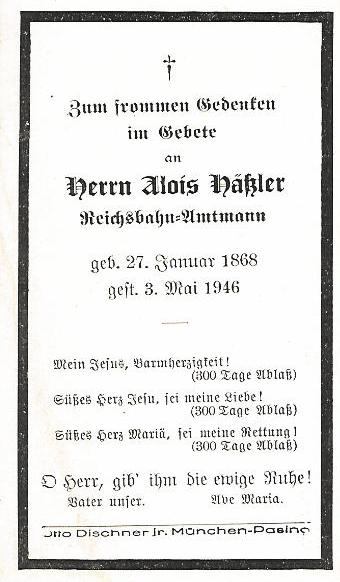 Zum frommen Gedenken
im Gebete
an
Herrn Alois Häßler
Reichsbahn=Amtmann
geb. 27. Januar 1868
gest. 3. Mai 1946
Mein Jesus, Barmherzigkeit!
(300 Tage Ablaß)
Süßes Herz Jesu, sei meine Liebe!
(300 Tage Ablaß)
Süßes Herz Mariä, sei meine Rettung!
(300 Tage Ablaß)
O Herr, gib' ihm die ewige Ruhe!
Vater unser. Ave Maria.
Otto Dischner jr. München-Pasing